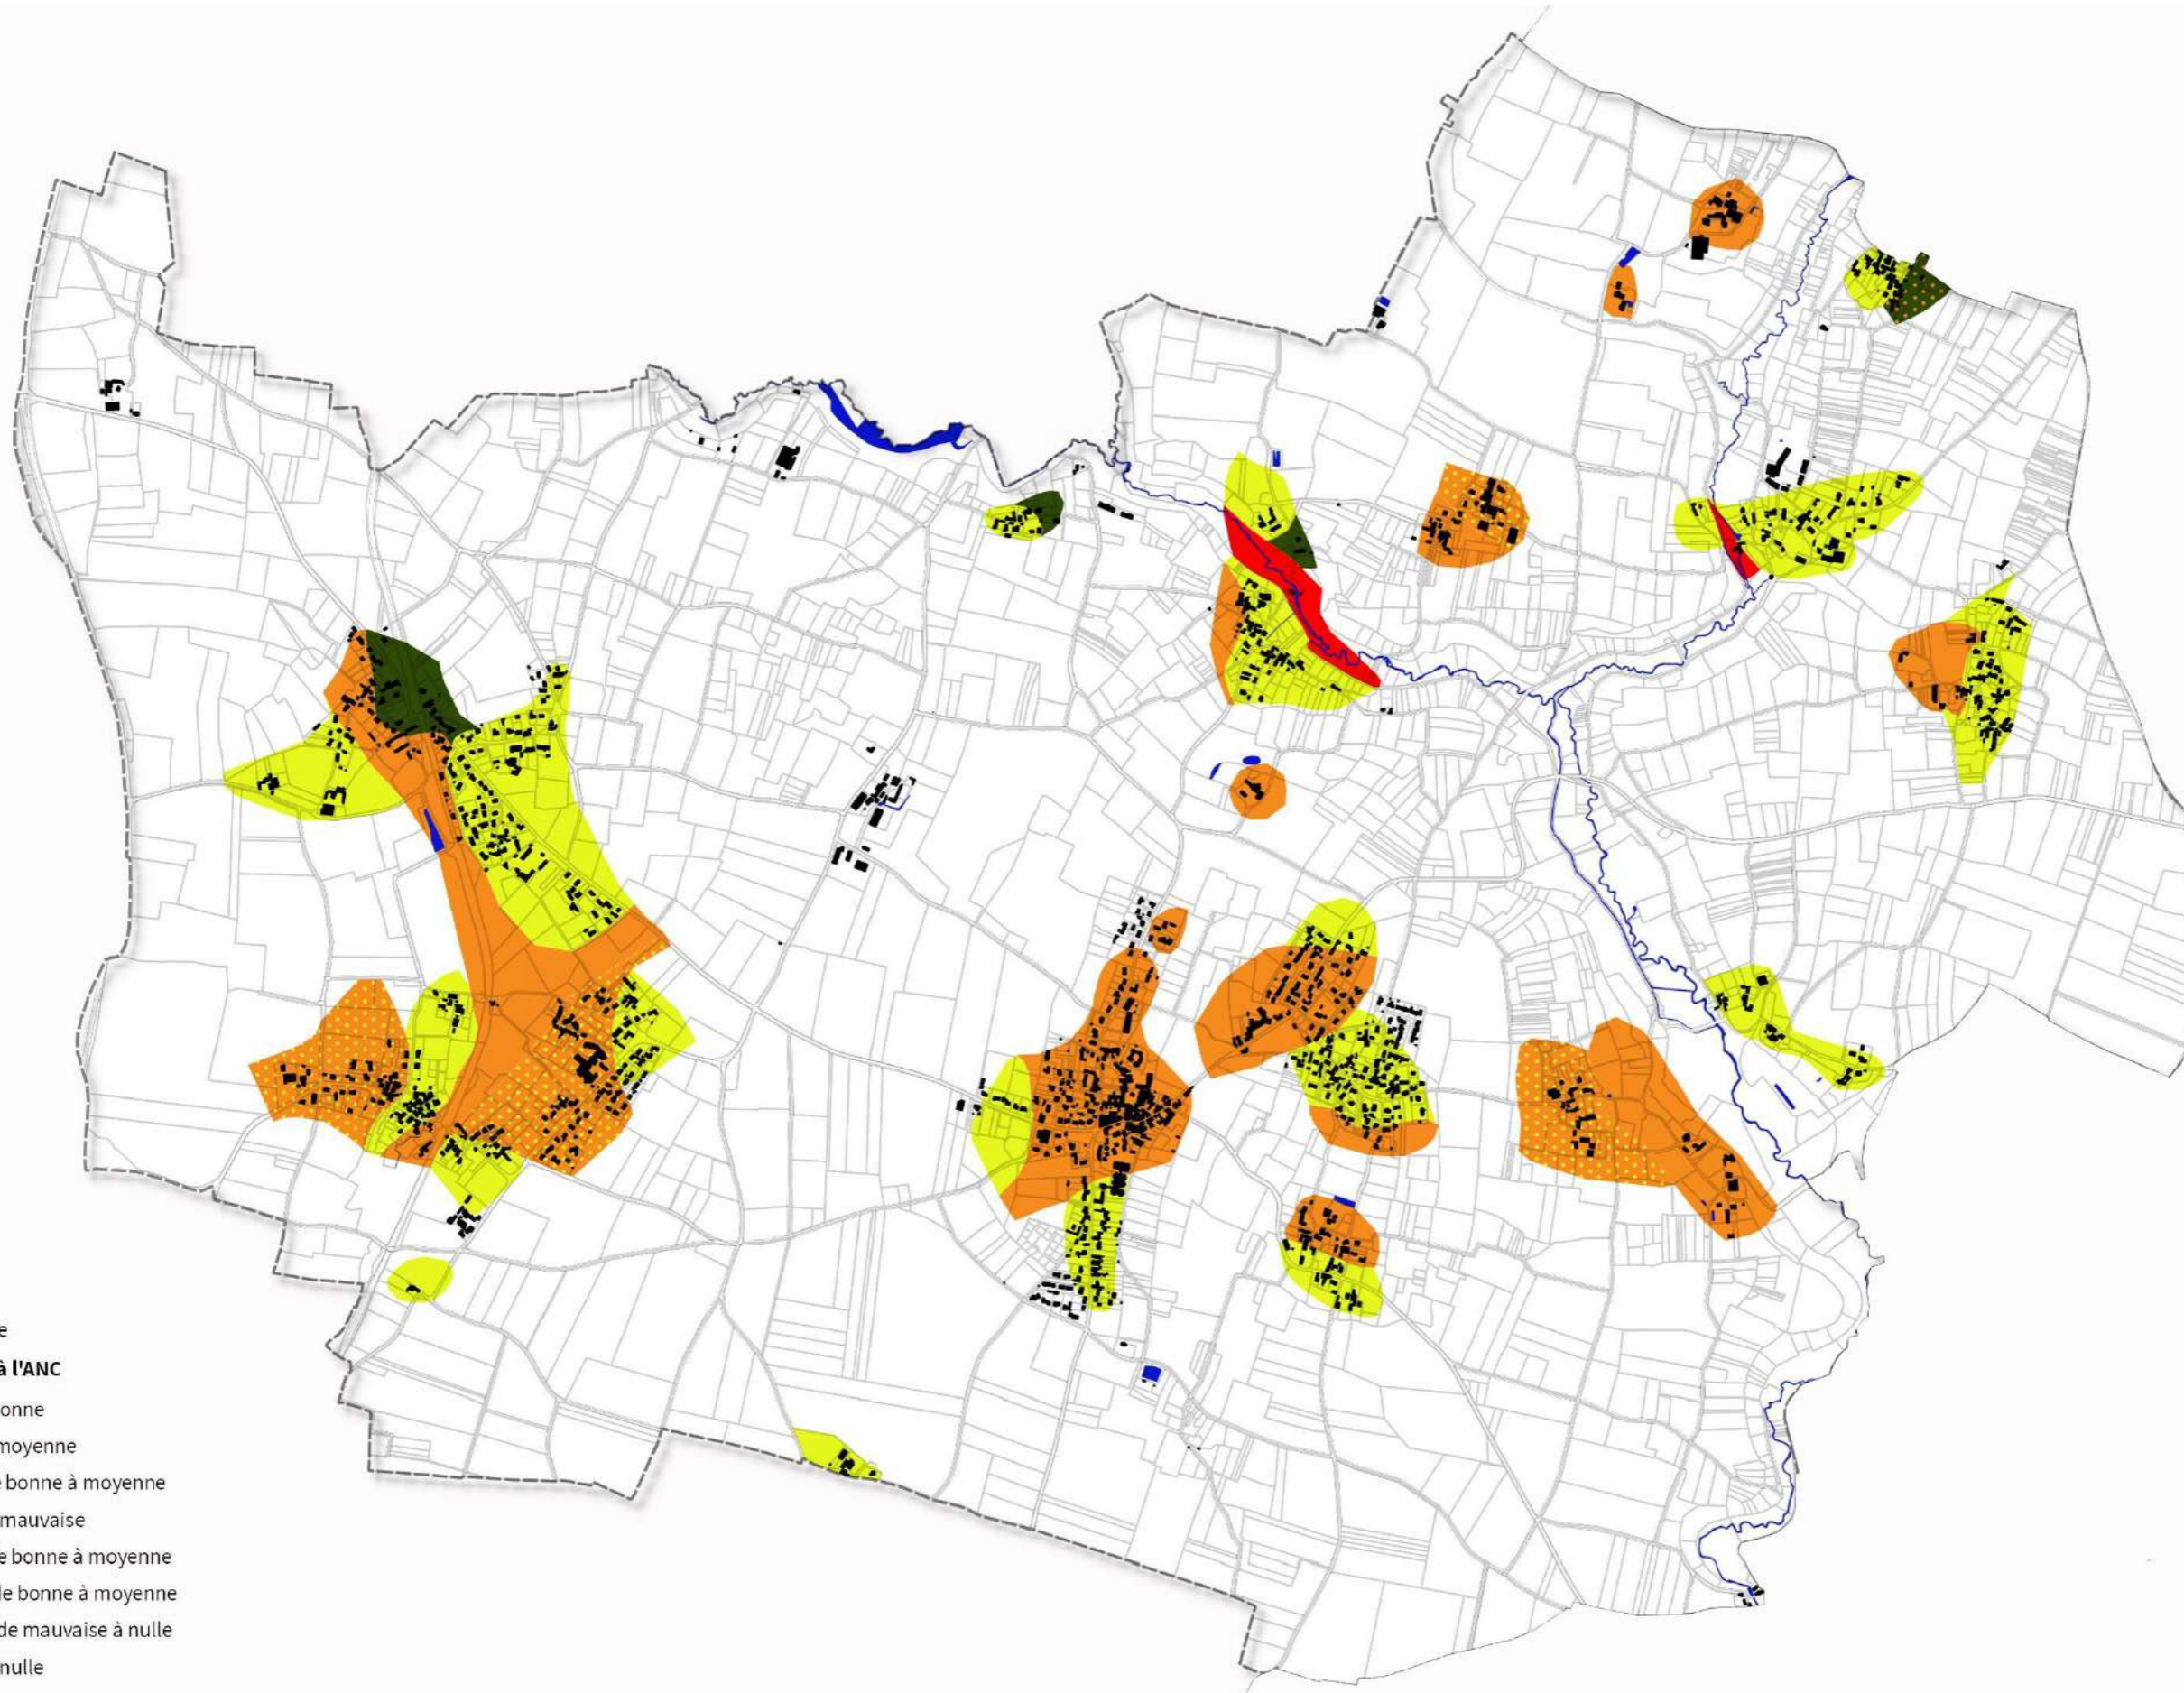 e
à l'ANC
onne
moyenne
e bonne à moyenne
mauvaise
e bonne à moyenne
le bonne à moyenne
de mauvaise à nulle
nulle